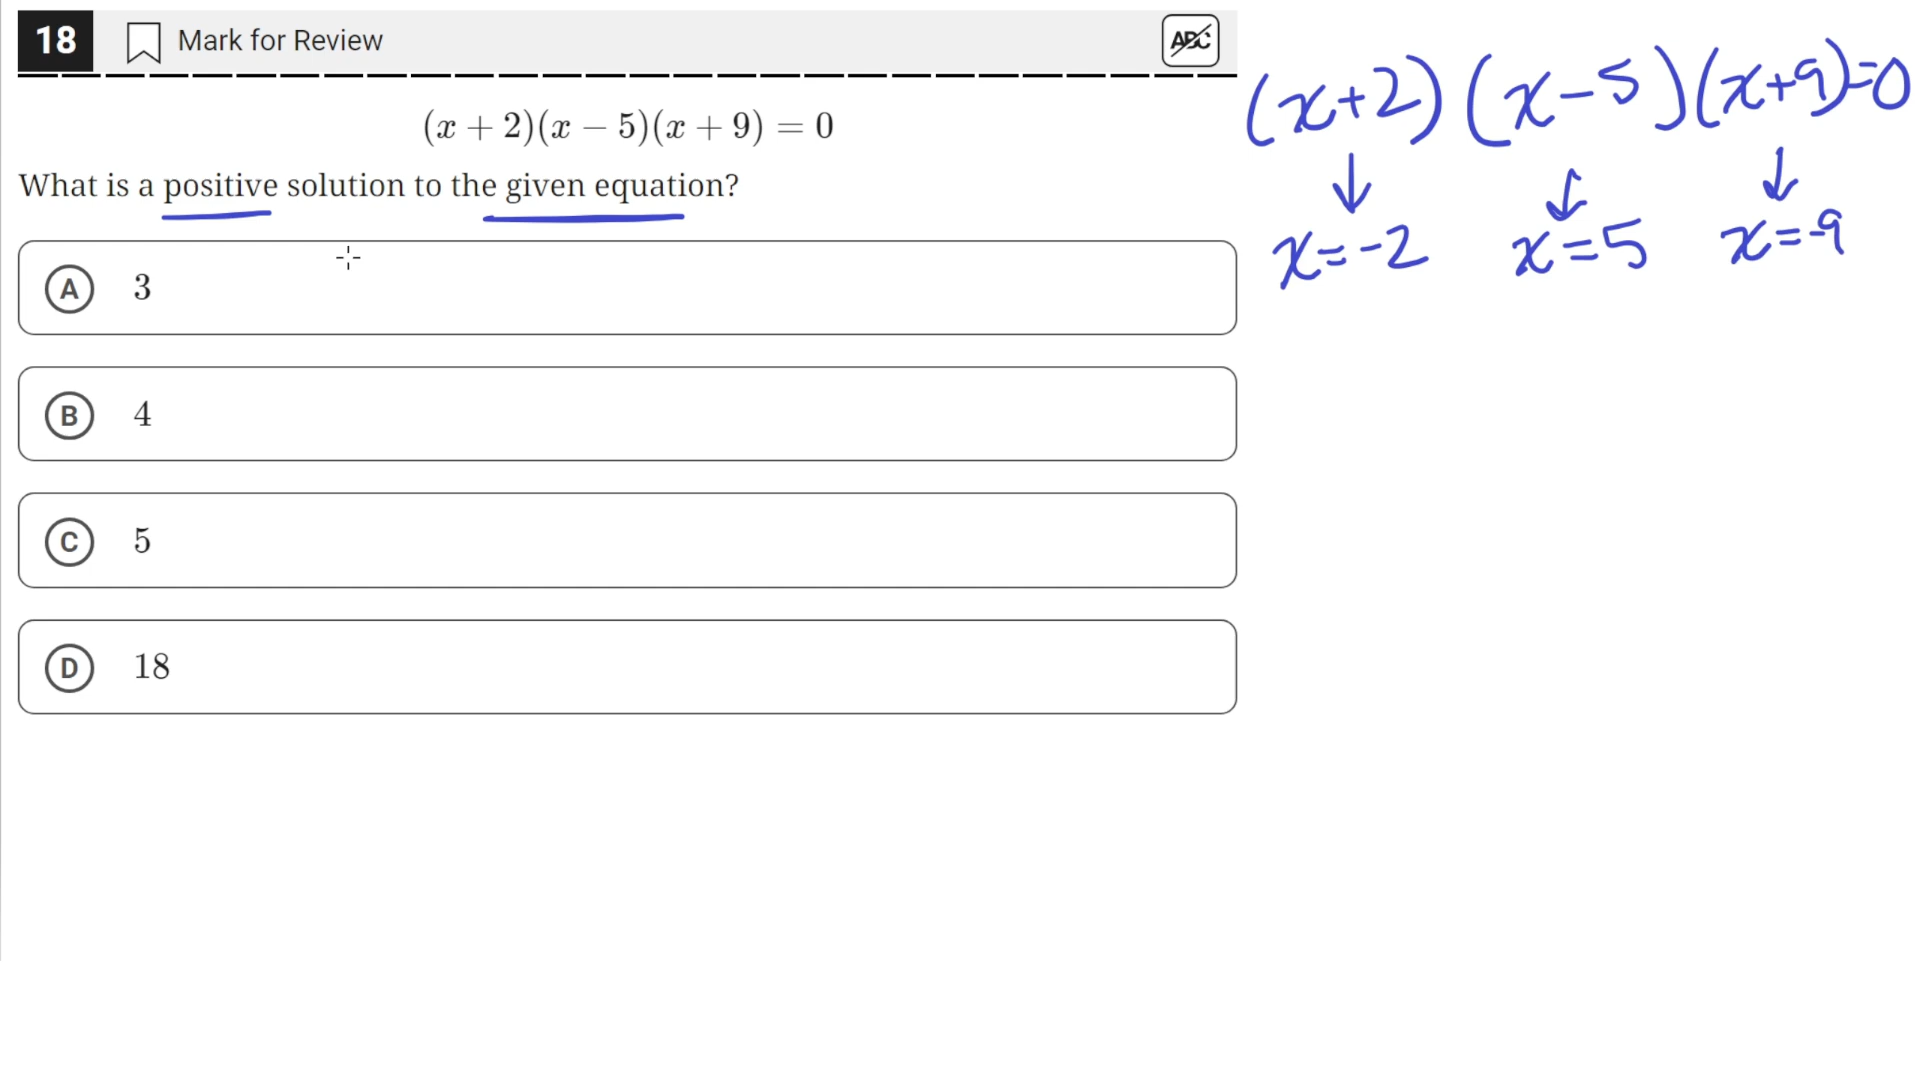 18 Mark for Review ABC
(x + 2)(x − 5)(x + 9) = 0
What is a positive solution to the given equation?
A 3
B 4
C 5
D 18
(x+2)(x-5)(x+9)=0
x=-2 x=5 x=-9